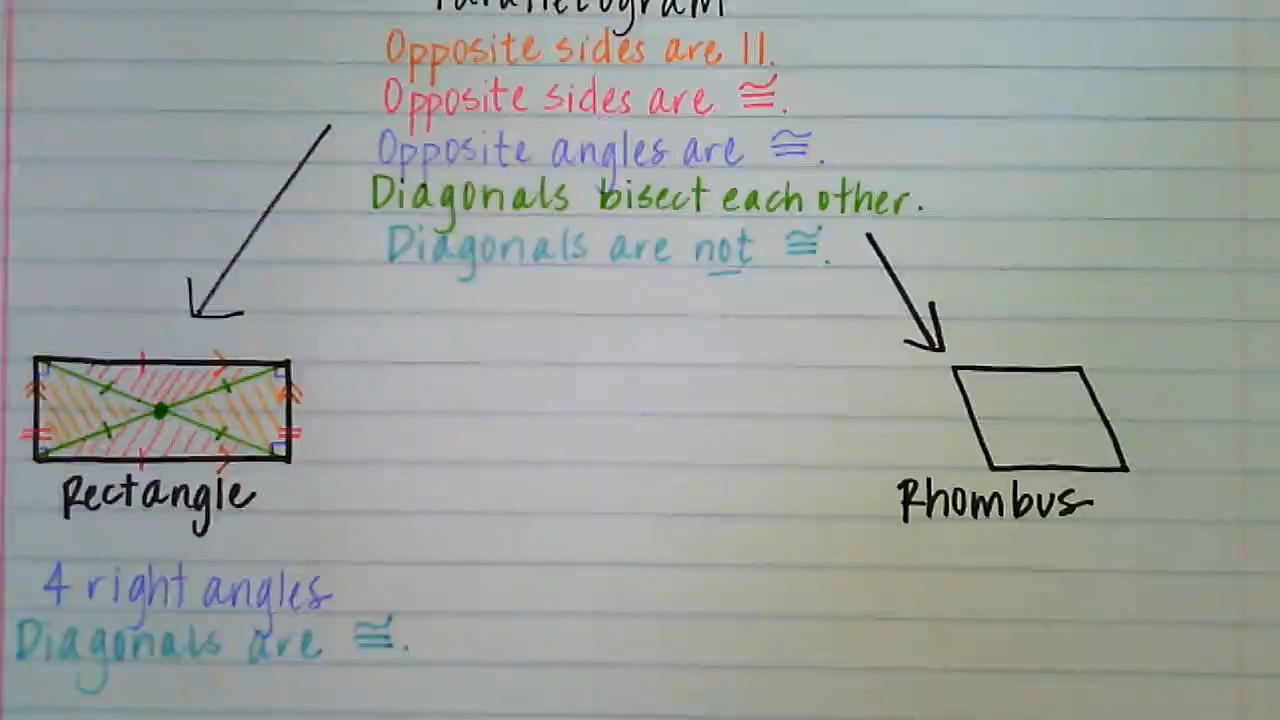 Parallelogram
Opposite sides are ||.
Opposite sides are ≅.
Opposite angles are ≅.
Diagonals bisect each other.
Diagonals are not ≅.
Rectangle
Rhombus
4 right angles
Diagonals are ≅.